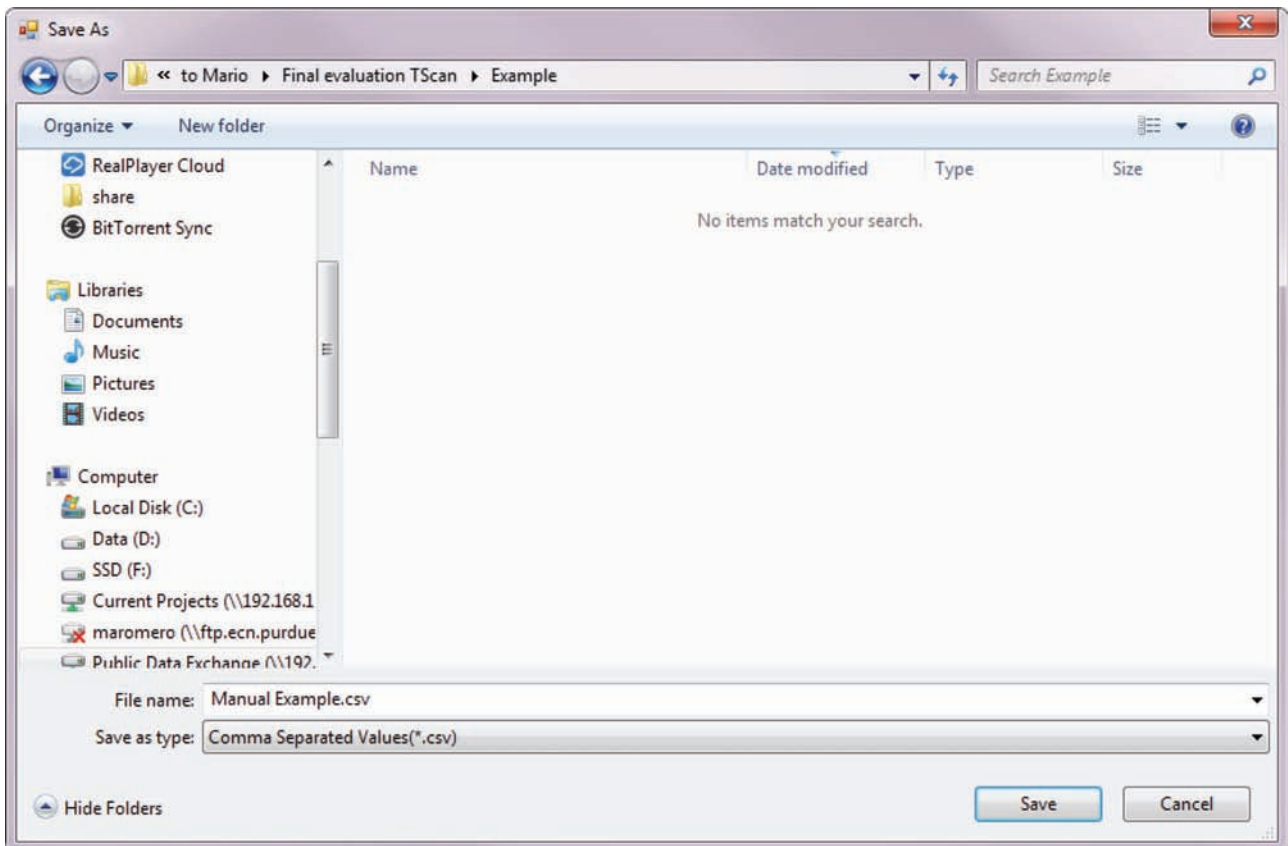 Save As
« to Mario ▸ Final evaluation TScan ▸ Example
Search Example
Organize
New folder
RealPlayer Cloud
share
BitTorrent Sync
Libraries
Documents
Music
Pictures
Videos
Computer
Local Disk (C:)
Data (D:)
SSD (F:)
Current Projects (\\192.168.1
maromero (\\ftp.ecn.purdue
Public Data Exchange (\\192.
Name Date modified Type Size
No items match your search.
File name: Manual Example.csv
Save as type: Comma Separated Values(*.csv)
Hide Folders
Save Cancel